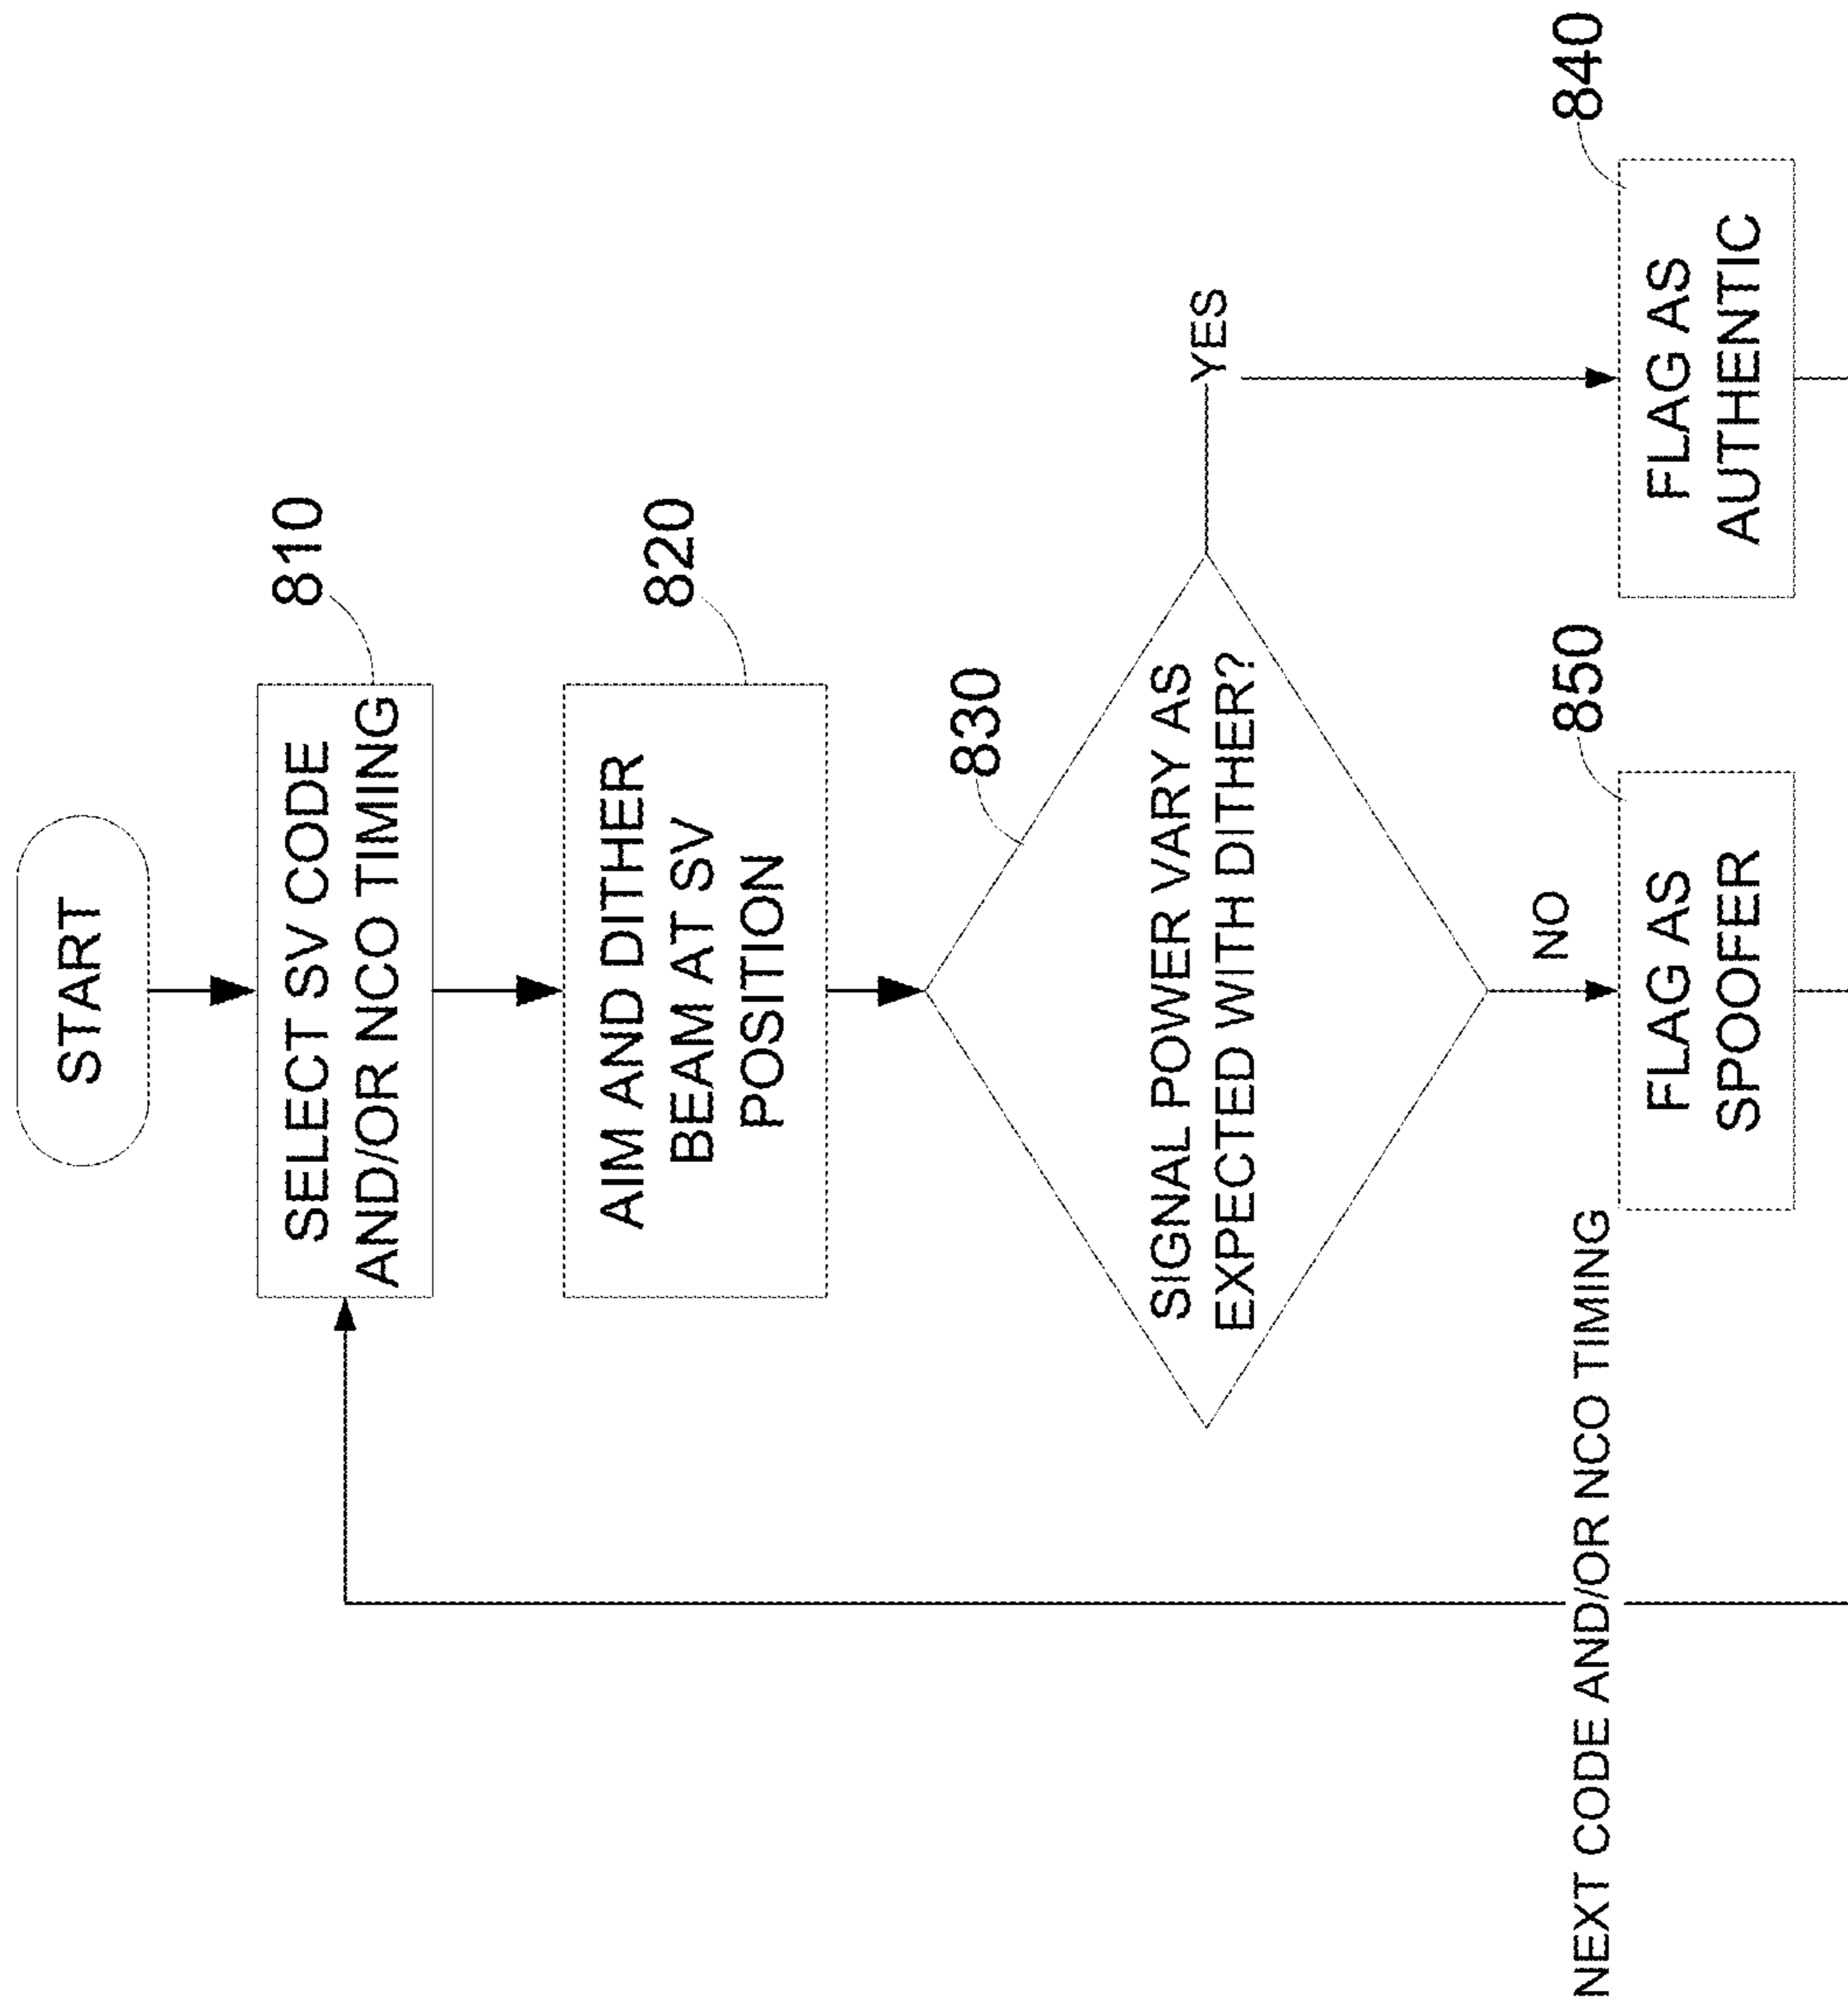 START
810
SELECT SV CODE
AND/OR NCO TIMING
820
AIM AND DITHER
BEAM AT SV
POSITION
830
SIGNAL POWER VARY AS
EXPECTED WITH DITHER?
YES
NO
840
FLAG AS
AUTHENTIC
850
FLAG AS
SPOOFER
NEXT CODE AND/OR NCO TIMING